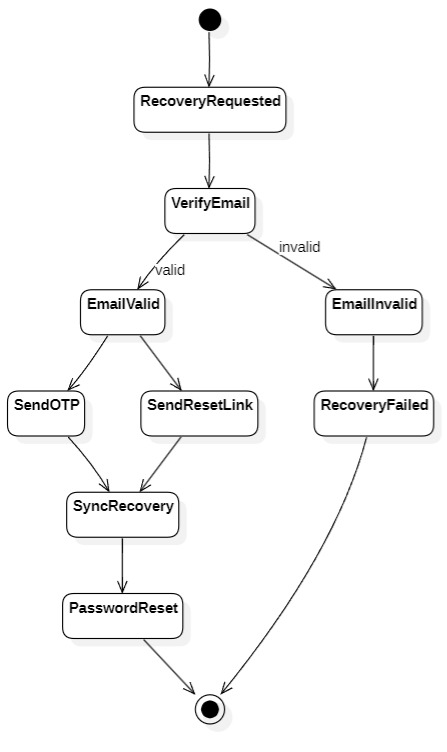 RecoveryRequested
VerifyEmail
invalid
valid
EmailValid
EmailInvalid
SendOTP
SendResetLink
RecoveryFailed
SyncRecovery
PasswordReset